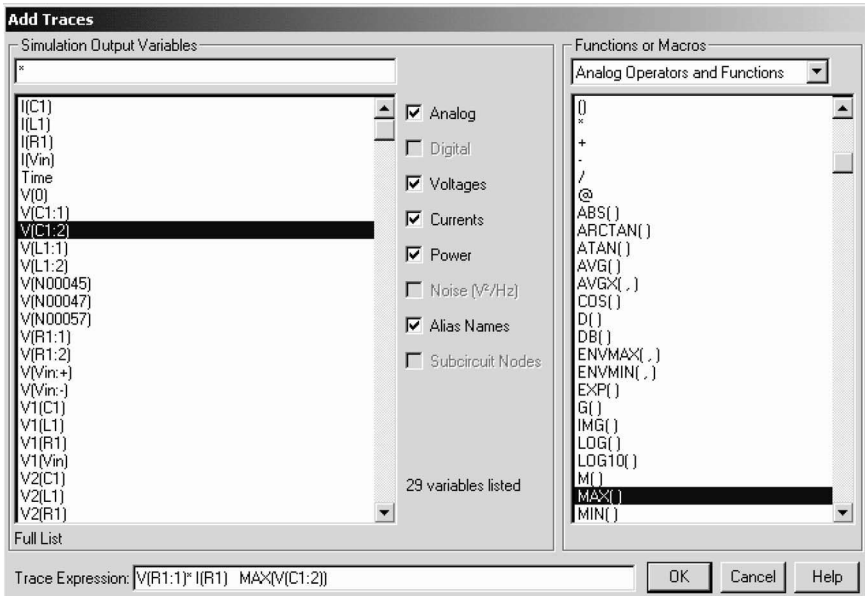 Add Traces
Simulation Output Variables
*
I(C1)
I(L1)
I(R1)
I(Vin)
Time
V(0)
V(C1:1)
V(C1:2)
V(L1:1)
V(L1:2)
V(N00045)
V(N00047)
V(N00057)
V(R1:1)
V(R1:2)
V(Vin:+)
V(Vin:-)
V1(C1)
V1(L1)
V1(R1)
V1(Vin)
V2(C1)
V2(L1)
V2(R1)
Full List
Analog
Digital
Voltages
Currents
Power
Noise (V²/Hz)
Alias Names
Subcircuit Nodes
29 variables listed
Functions or Macros
Analog Operators and Functions
()
*
+
-
/
@
ABS( )
ARCTAN( )
ATAN( )
AVG( )
AVGX( , )
COS( )
D( )
DB( )
ENVMAX( , )
ENVMIN( , )
EXP( )
G( )
IMG( )
LOG( )
LOG10( )
M( )
MAX( )
MIN( )
Trace Expression: V(R1:1)* I(R1) MAX(V(C1:2))
OK Cancel Help